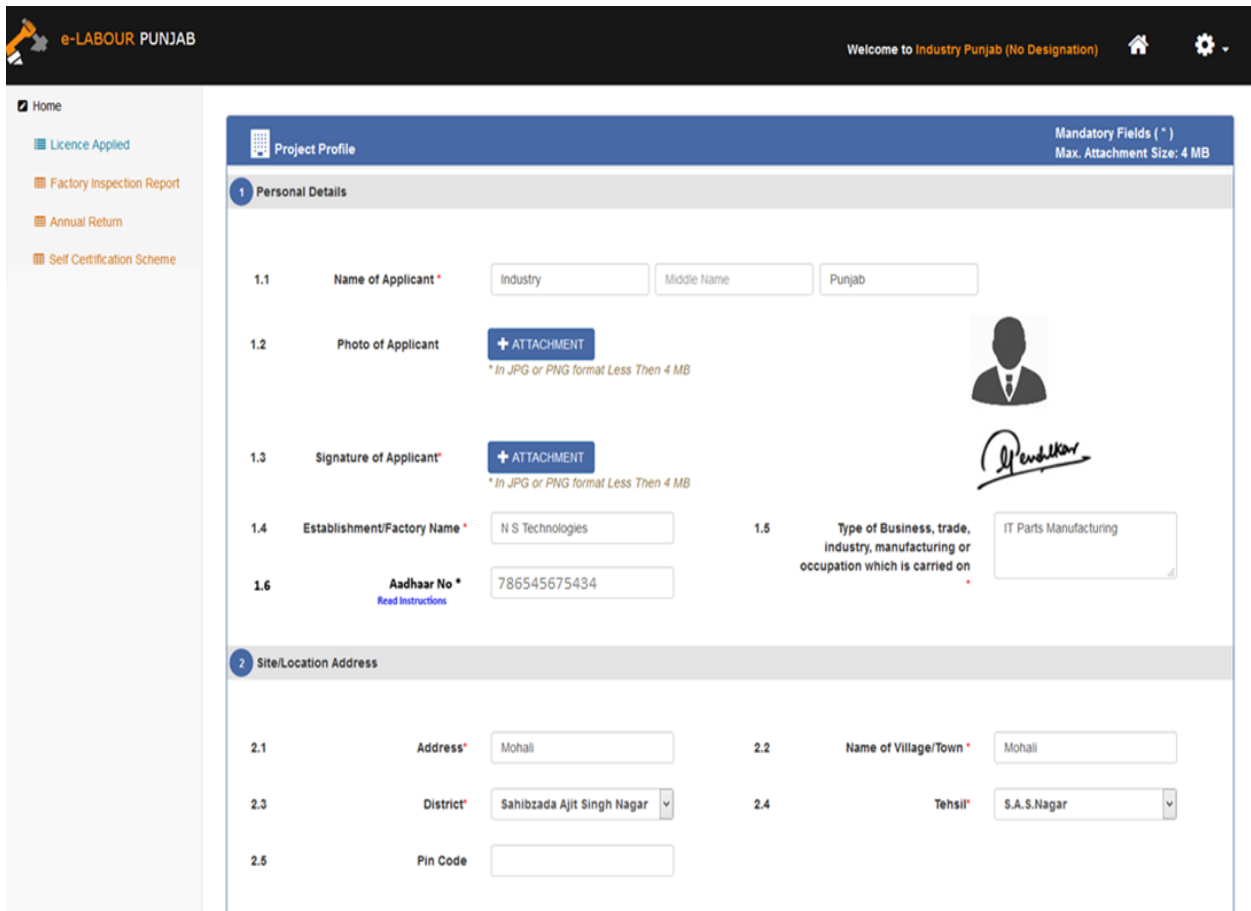 e-LABOUR PUNJAB
Welcome to Industry Punjab (No Designation)
Home
Licence Applied
Factory Inspection Report
Annual Return
Self Certification Scheme
Project Profile
Mandatory Fields ( * )
Max. Attachment Size: 4 MB
1 Personal Details
1.1 Name of Applicant * Industry Middle Name Punjab
1.2 Photo of Applicant + ATTACHMENT
* In JPG or PNG format Less Then 4 MB
1.3 Signature of Applicant* + ATTACHMENT
* In JPG or PNG format Less Then 4 MB
1.4 Establishment/Factory Name * N S Technologies
1.5 Type of Business, trade, IT Parts Manufacturing
industry, manufacturing or
occupation which is carried on
*
1.6 Aadhaar No * 786545675434
Read Instructions
2 Site/Location Address
2.1 Address* Mohali 2.2 Name of Village/Town * Mohali
2.3 District* Sahibzada Ajit Singh Nagar 2.4 Tehsil* S.A.S.Nagar
2.5 Pin Code